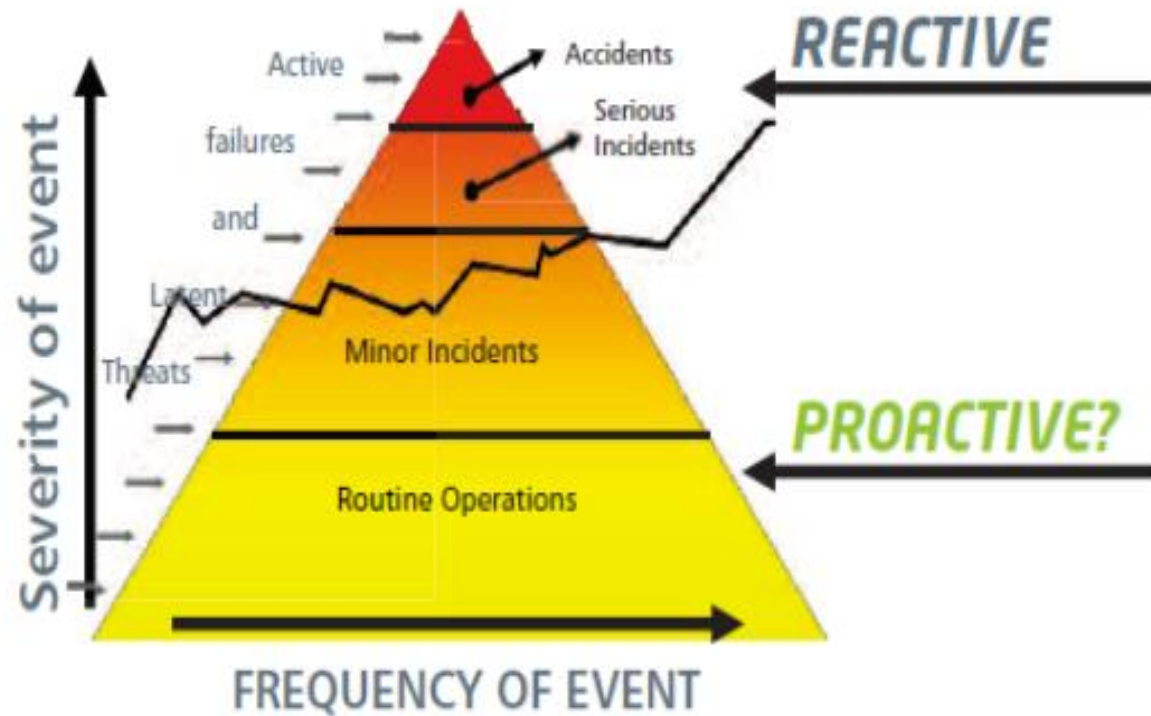 REACTIVE
Active
Accidents
Serious
Incidents
failures
and
Latent
Threats
Minor Incidents
PROACTIVE?
Routine Operations
Severity of event
FREQUENCY OF EVENT